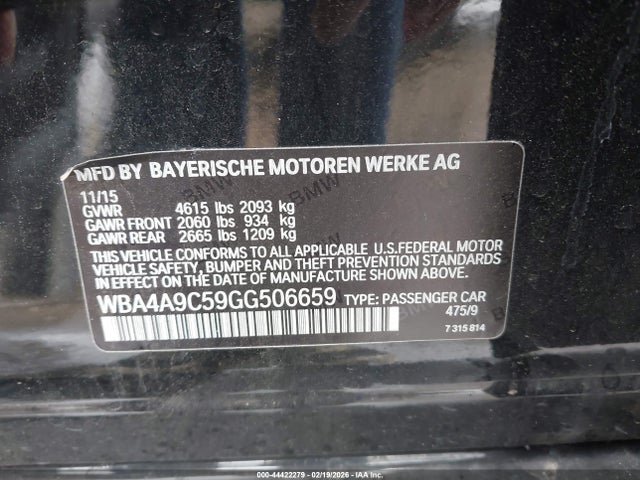 MFD BY BAYERISCHE MOTOREN WERKE AG
11/15
GVWR 4615 lbs 2093 kg
GAWR FRONT 2060 lbs 934 kg
GAWR REAR 2665 lbs 1209 kg
THIS VEHICLE CONFORMS TO ALL APPLICABLE U.S.FEDERAL MOTOR
VEHICLE SAFETY, BUMPER AND THEFT PREVENTION STANDARDS
IN EFFECT ON THE DATE OF MANUFACTURE SHOWN ABOVE.
WBA4A9C59GG506659 TYPE: PASSENGER CAR
475/9
7 315 814
BMW
BMW
BMW
000-44422279 - 02/19/2026 - IAA Inc.